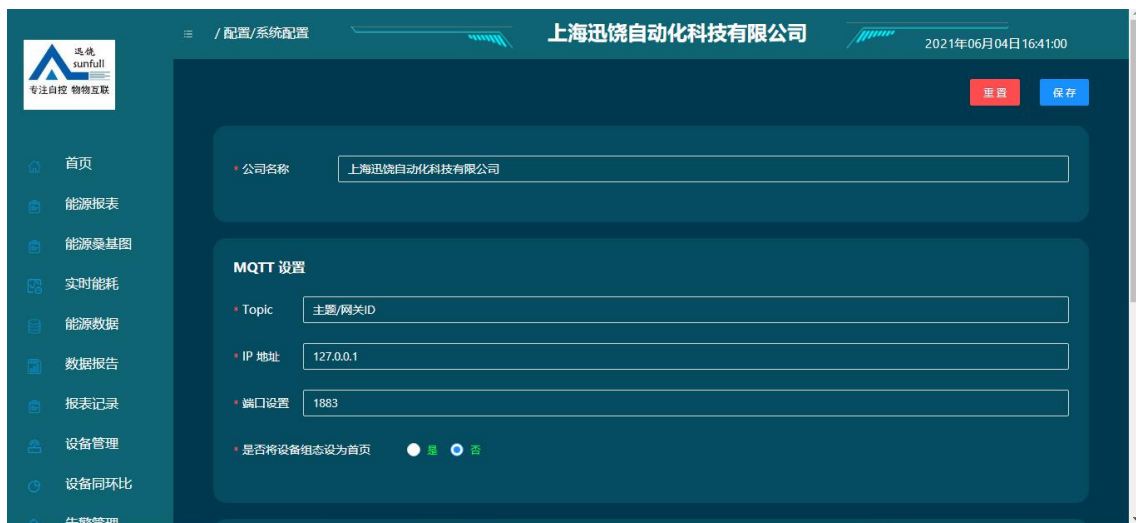 迅饶
sunfull
专注自控 物物互联
/ 配置/系统配置
上海迅饶自动化科技有限公司
2021年06月04日16:41:00
重置
保存
首页
能源报表
能源桑基图
实时能耗
能源数据
数据报告
报表记录
设备管理
设备同环比
告警管理
* 公司名称
上海迅饶自动化科技有限公司
MQTT 设置
* Topic
主题/网关ID
* IP 地址
127.0.0.1
* 端口设置
1883
* 是否将设备组态设为首页
是 否